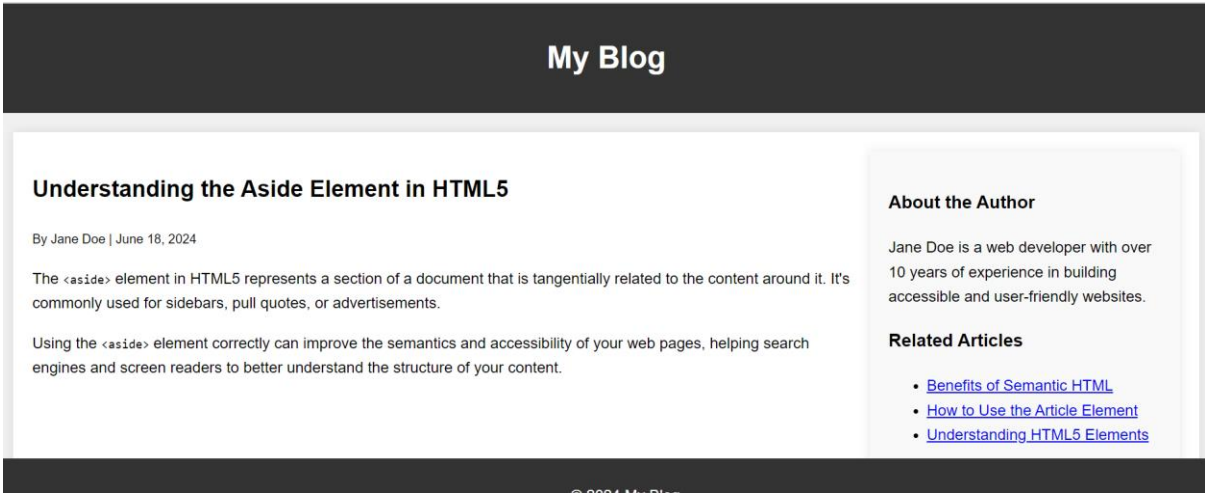 My Blog
Understanding the Aside Element in HTML5
By Jane Doe | June 18, 2024
The <aside> element in HTML5 represents a section of a document that is tangentially related to the content around it. It's
commonly used for sidebars, pull quotes, or advertisements.
Using the <aside> element correctly can improve the semantics and accessibility of your web pages, helping search
engines and screen readers to better understand the structure of your content.
About the Author
Jane Doe is a web developer with over
10 years of experience in building
accessible and user-friendly websites.
Related Articles
• Benefits of Semantic HTML
• How to Use the Article Element
• Understanding HTML5 Elements
© 2024 My Blog